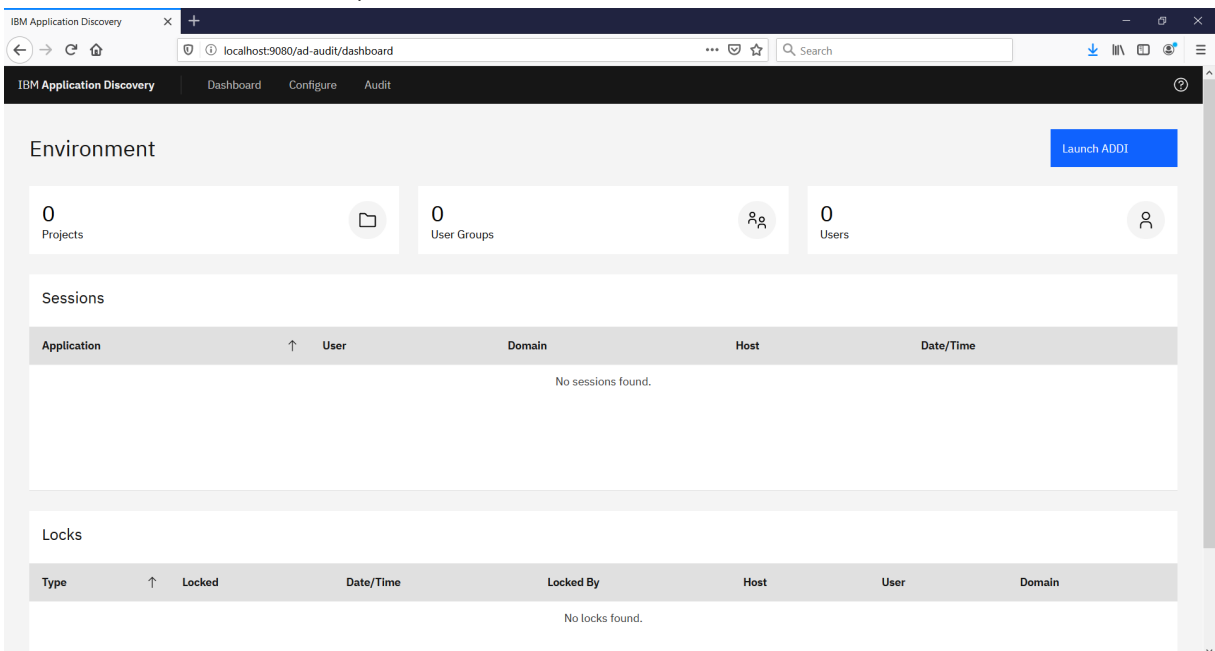 IBM Application Discovery
localhost:9080/ad-audit/dashboard
Search
IBM Application Discovery Dashboard Configure Audit
Environment
Launch ADDI
0
Projects
0
User Groups
0
Users
Sessions
Application User Domain Host Date/Time
No sessions found.
Locks
Type Locked Date/Time Locked By Host User Domain
No locks found.